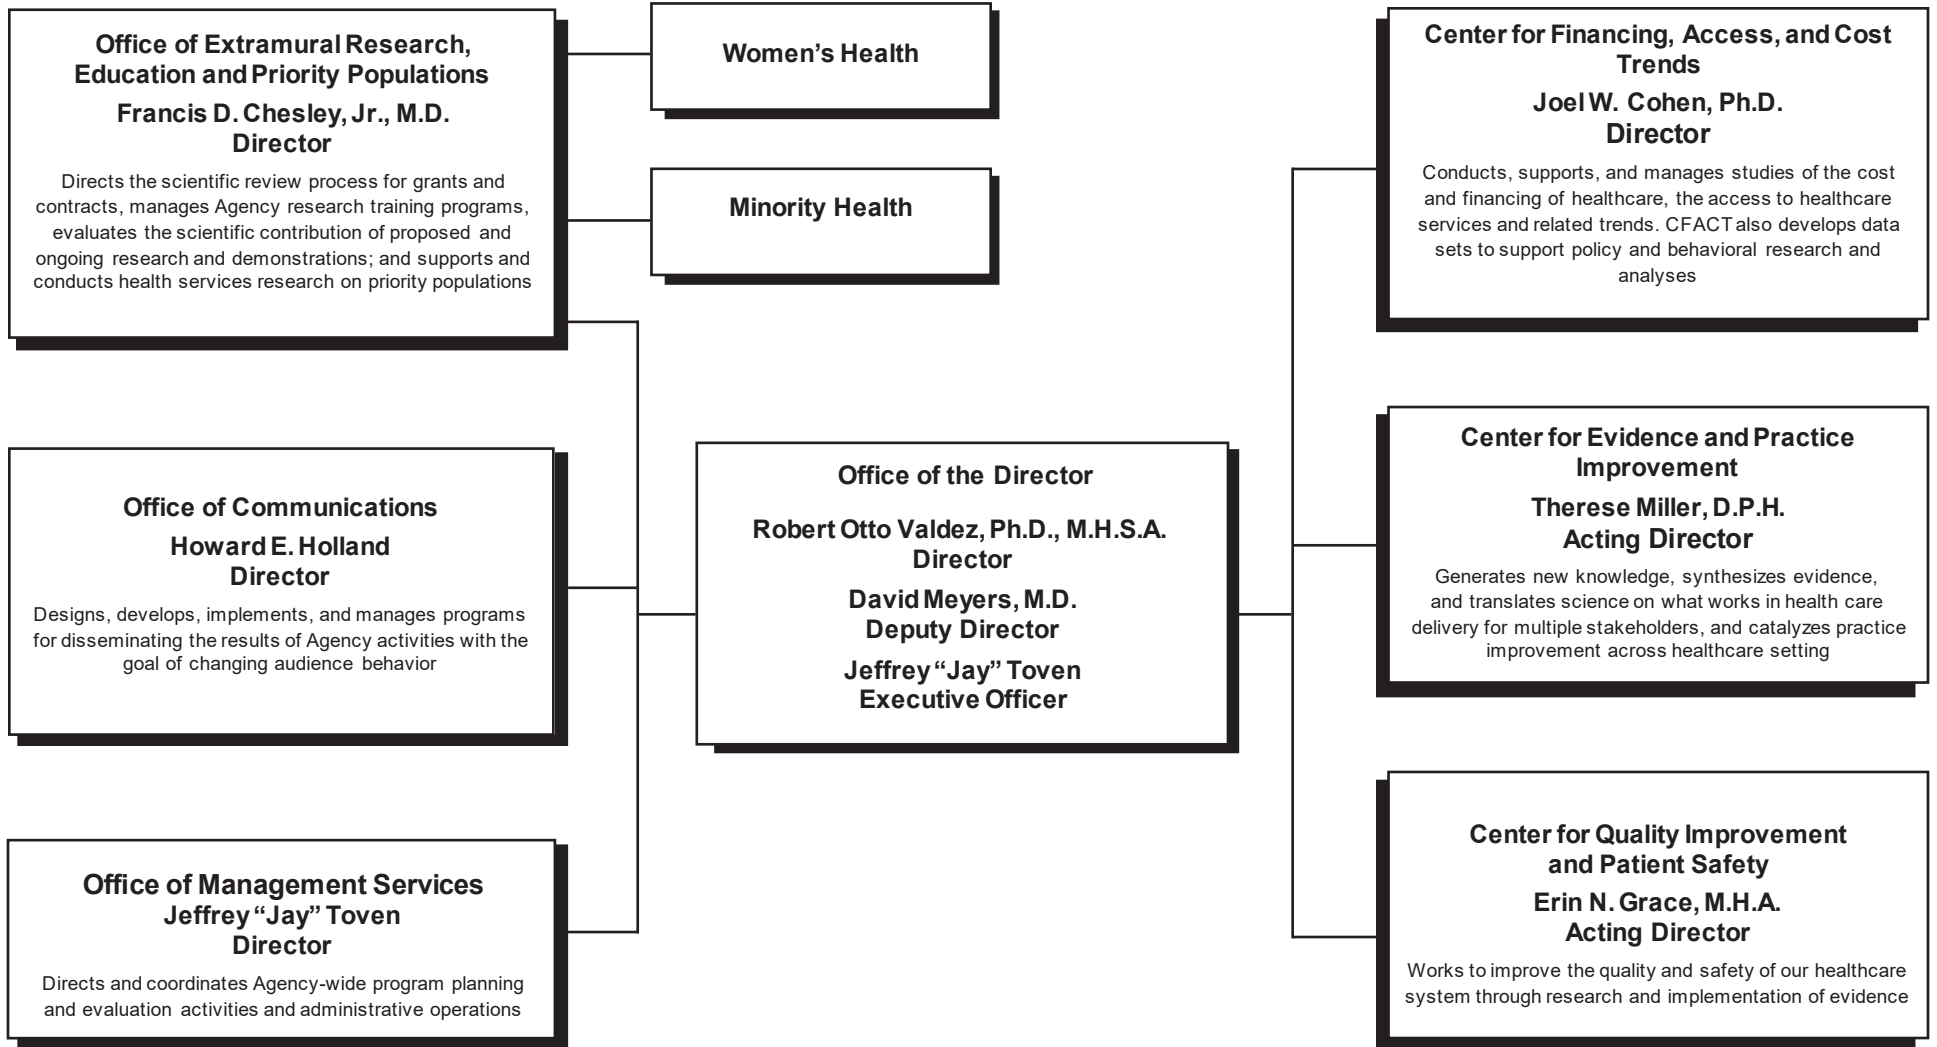 Office of Extramural Research,
Education and Priority Populations
Francis D. Chesley, Jr., M.D.
Director
Directs the scientific review process for grants and
contracts, manages Agency research training programs,
evaluates the scientific contribution of proposed and
ongoing research and demonstrations; and supports and
conducts health services research on priority populations
Women’s Health
Minority Health
Office of Communications
Howard E. Holland
Director
Designs, develops, implements, and manages programs
for disseminating the results of Agency activities with the
goal of changing audience behavior
Office of Management Services
Jeffrey “Jay” Toven
Director
Directs and coordinates Agency-wide program planning
and evaluation activities and administrative operations
Office of the Director
Robert Otto Valdez, Ph.D., M.H.S.A.
Director
David Meyers, M.D.
Deputy Director
Jeffrey “Jay” Toven
Executive Officer
Center for Financing, Access, and Cost
Trends
Joel W. Cohen, Ph.D.
Director
Conducts, supports, and manages studies of the cost
and financing of healthcare, the access to healthcare
services and related trends. CFACT also develops data
sets to support policy and behavioral research and
analyses
Center for Evidence and Practice
Improvement
Therese Miller, D.P.H.
Acting Director
Generates new knowledge, synthesizes evidence,
and translates science on what works in health care
delivery for multiple stakeholders, and catalyzes practice
improvement across healthcare setting
Center for Quality Improvement
and Patient Safety
Erin N. Grace, M.H.A.
Acting Director
Works to improve the quality and safety of our healthcare
system through research and implementation of evidence